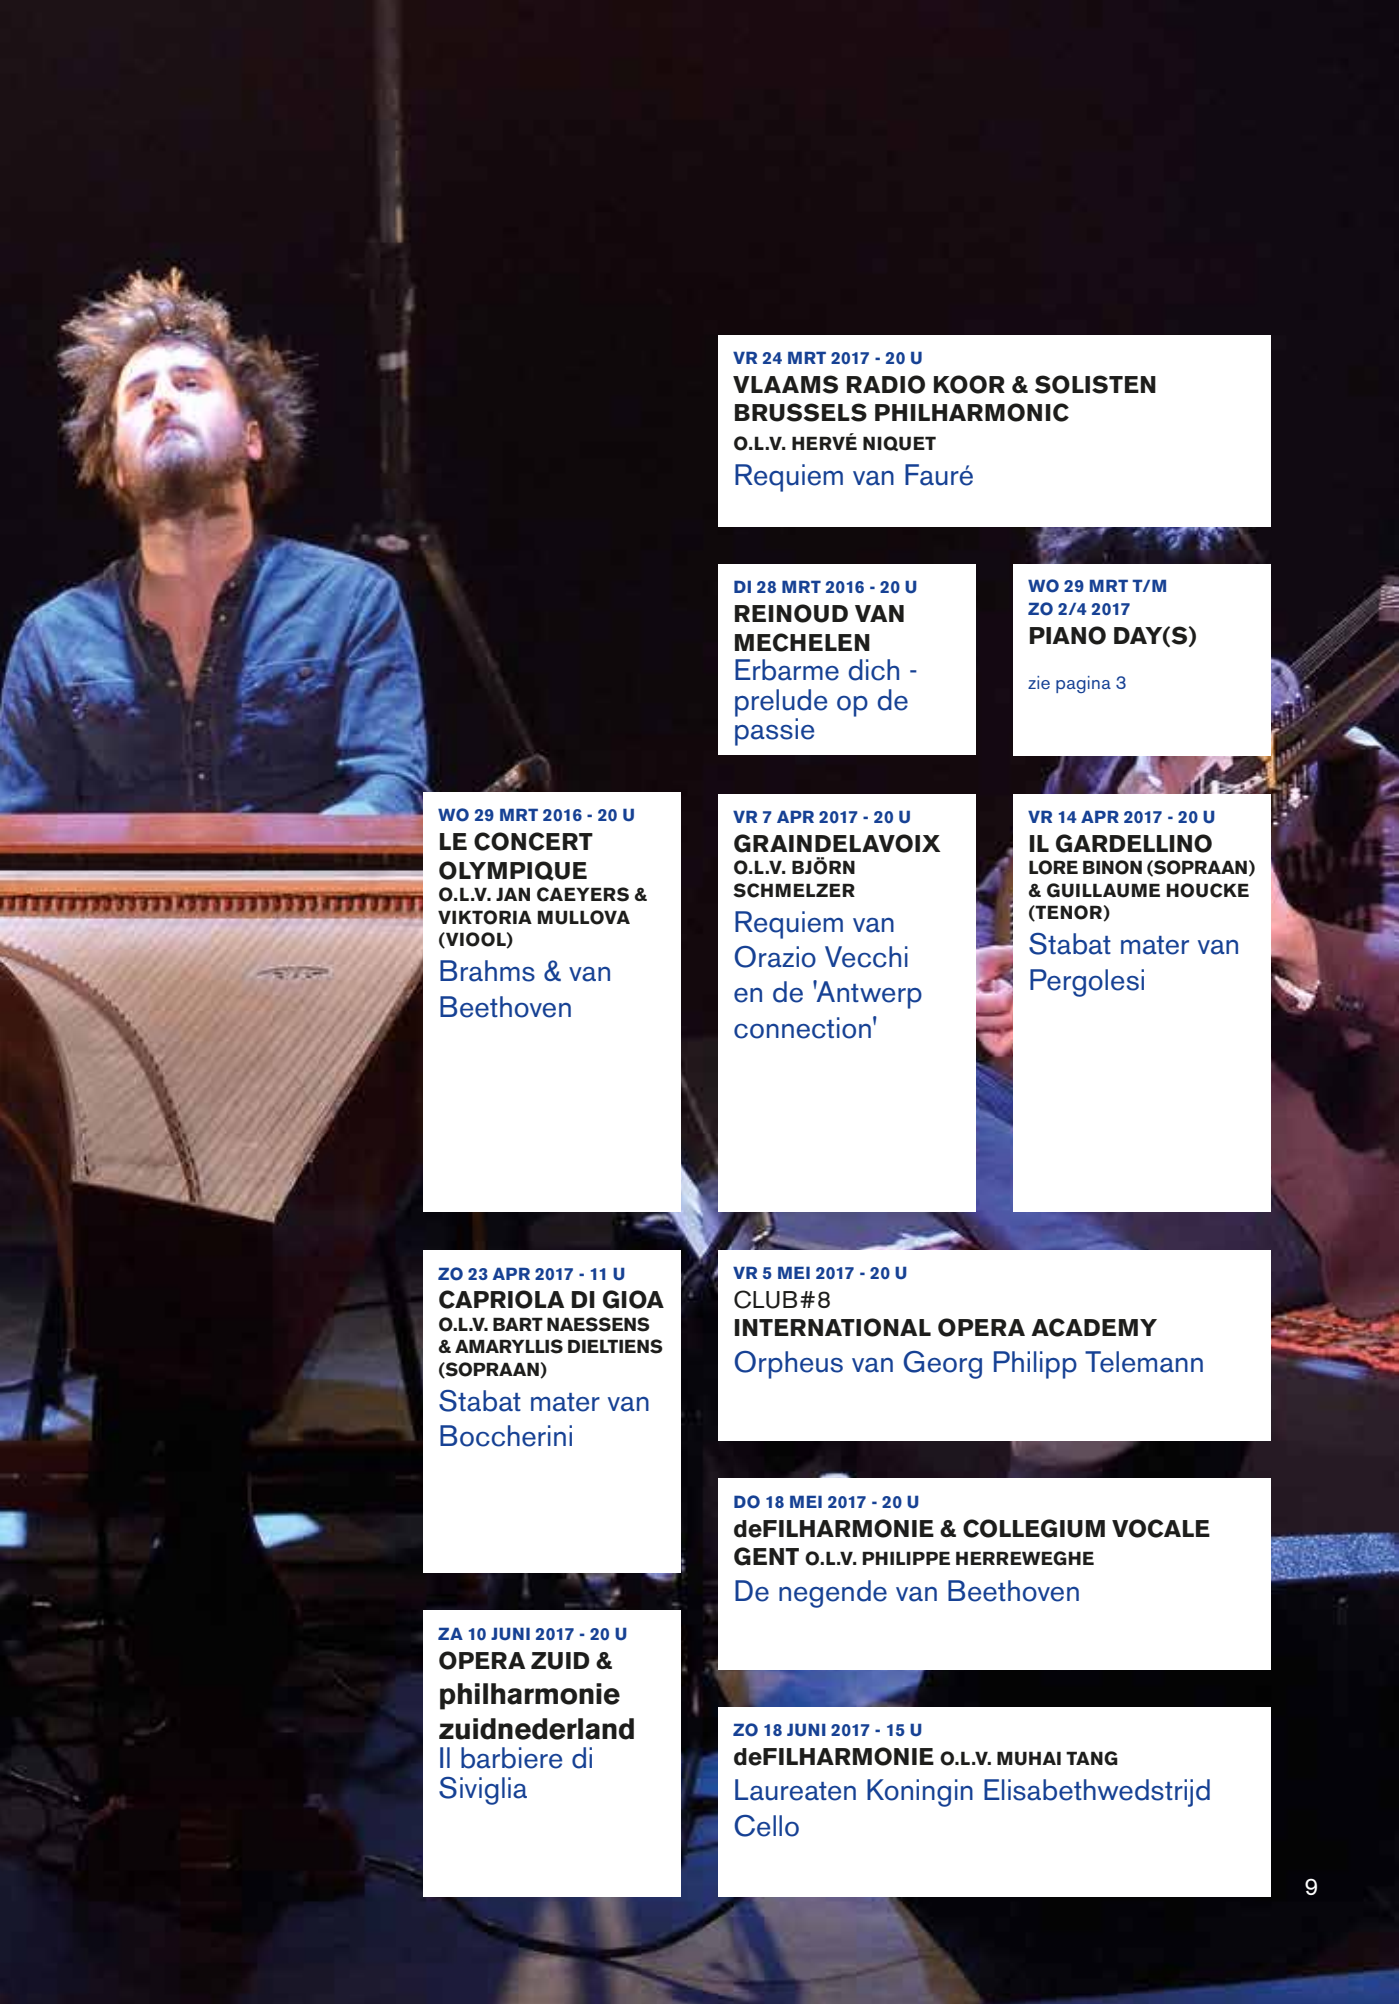 VR 24 MRT 2017 - 20 U
VLAAMS RADIO KOOR & SOLISTEN
BRUSSELS PHILHARMONIC
O.L.V. HERVÉ NIQUET
Requiem van Fauré
DI 28 MRT 2016 - 20 U
REINOUD VAN
MECHELEN
Erbarme dich -
prelude op de
passie
WO 29 MRT T/M
ZO 2/4 2017
PIANO DAY(S)
zie pagina 3
WO 29 MRT 2016 - 20 U
LE CONCERT
OLYMPIQUE
O.L.V. JAN CAEYERS &
VIKTORIA MULLOVA
(VIOOL)
Brahms & van
Beethoven
VR 7 APR 2017 - 20 U
GRAINDELAVOIX
O.L.V. BJÖRN
SCHMELZER
Requiem van
Orazio Vecchi
en de 'Antwerp
connection'
VR 14 APR 2017 - 20 U
IL GARDELLINO
LORE BINON (SOPRAAN)
& GUILLAUME HOUCKE
(TENOR)
Stabat mater van
Pergolesi
ZO 23 APR 2017 - 11 U
CAPRIOLA DI GIOA
O.L.V. BART NAESSENS
& AMARYLLIS DIELTIENS
(SOPRAAN)
Stabat mater van
Boccherini
VR 5 MEI 2017 - 20 U
CLUB#8
INTERNATIONAL OPERA ACADEMY
Orpheus van Georg Philipp Telemann
DO 18 MEI 2017 - 20 U
deFILHARMONIE & COLLEGIUM VOCALE
GENT O.L.V. PHILIPPE HERREWEGHE
De negende van Beethoven
ZA 10 JUNI 2017 - 20 U
OPERA ZUID &
philharmonie
zuidnederland
Il barbiere di
Siviglia
ZO 18 JUNI 2017 - 15 U
deFILHARMONIE O.L.V. MUHAI TANG
Laureaten Koningin Elisabethwedstrijd
Cello
9